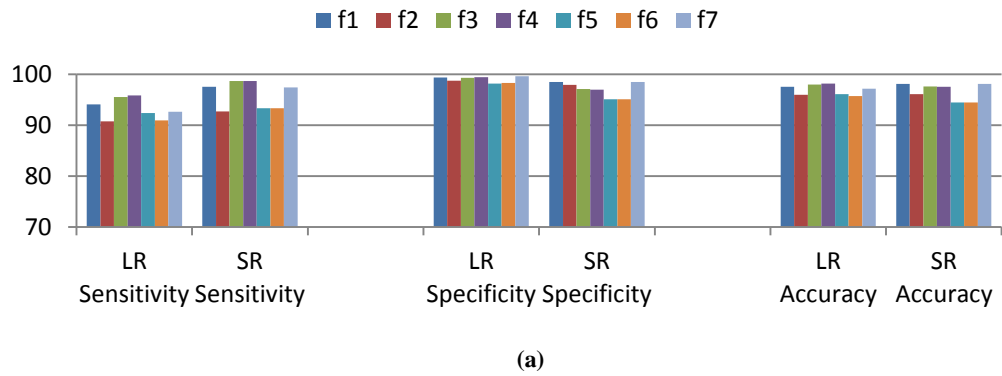 f1 f2 f3 f4 f5 f6 f7
100
90
80
70
LR SR LR SR LR SR
Sensitivity Sensitivity Specificity Specificity Accuracy Accuracy
(a)